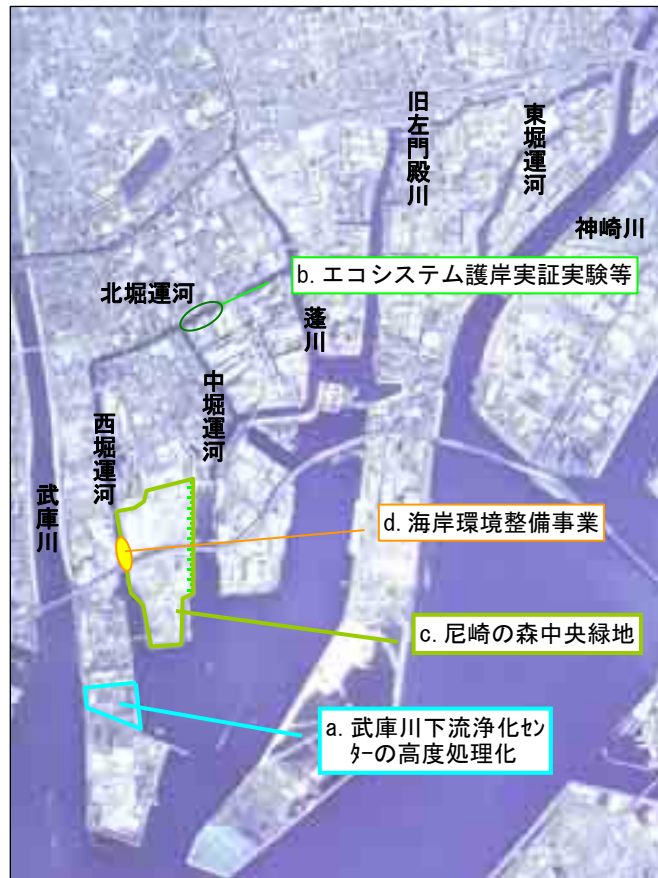 旧左門殿川
東堀運河
神崎川
b. エコシステム護岸実証実験等
北堀運河
蓬川
中堀運河
西堀運河
武庫川
d. 海岸環境整備事業
c. 尼崎の森中央緑地
a. 武庫川下流浄化セン
ターの高度処理化